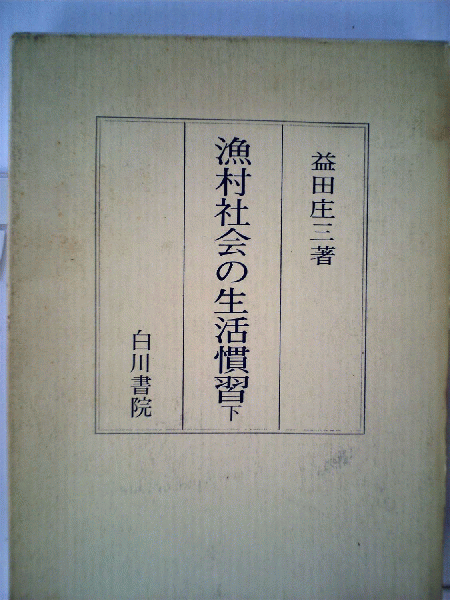 益田庄三著
漁村社会の生活慣習 下
白川書院